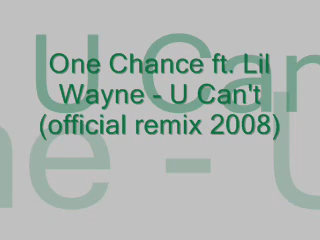 One Chance ft. Lil
Wayne - U Can't
(official remix 2008)